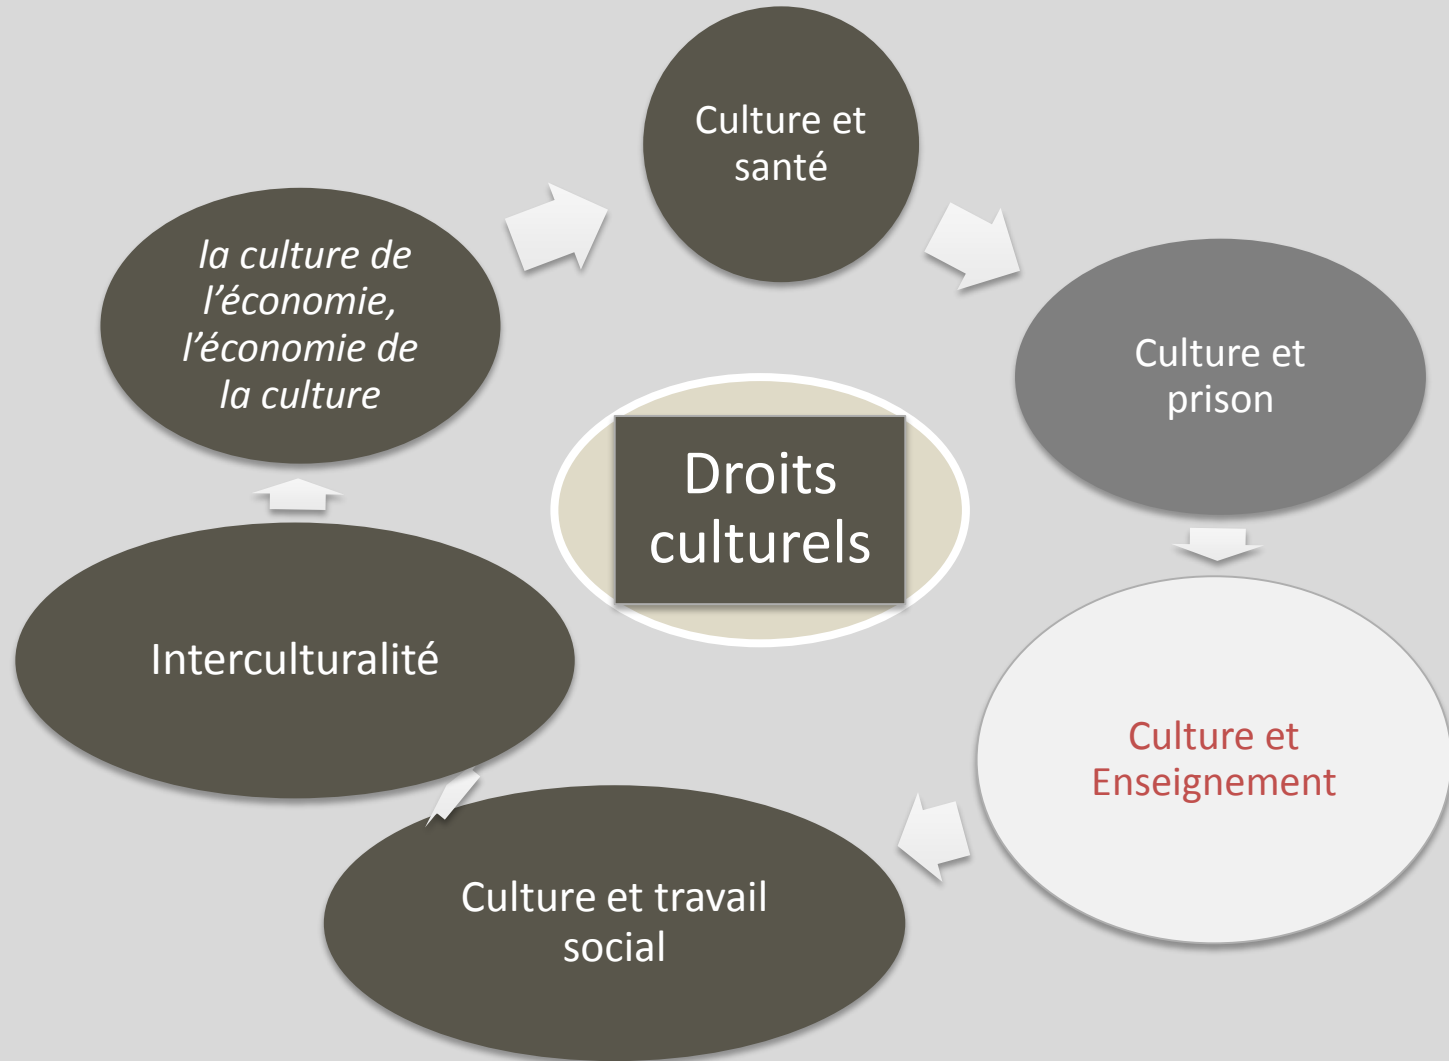 Culture et
santé
la culture de
l’économie,
l’économie de
la culture
Culture et
prison
Droits
culturels
Interculturalité
Culture et
Enseignement
Culture et travail
social